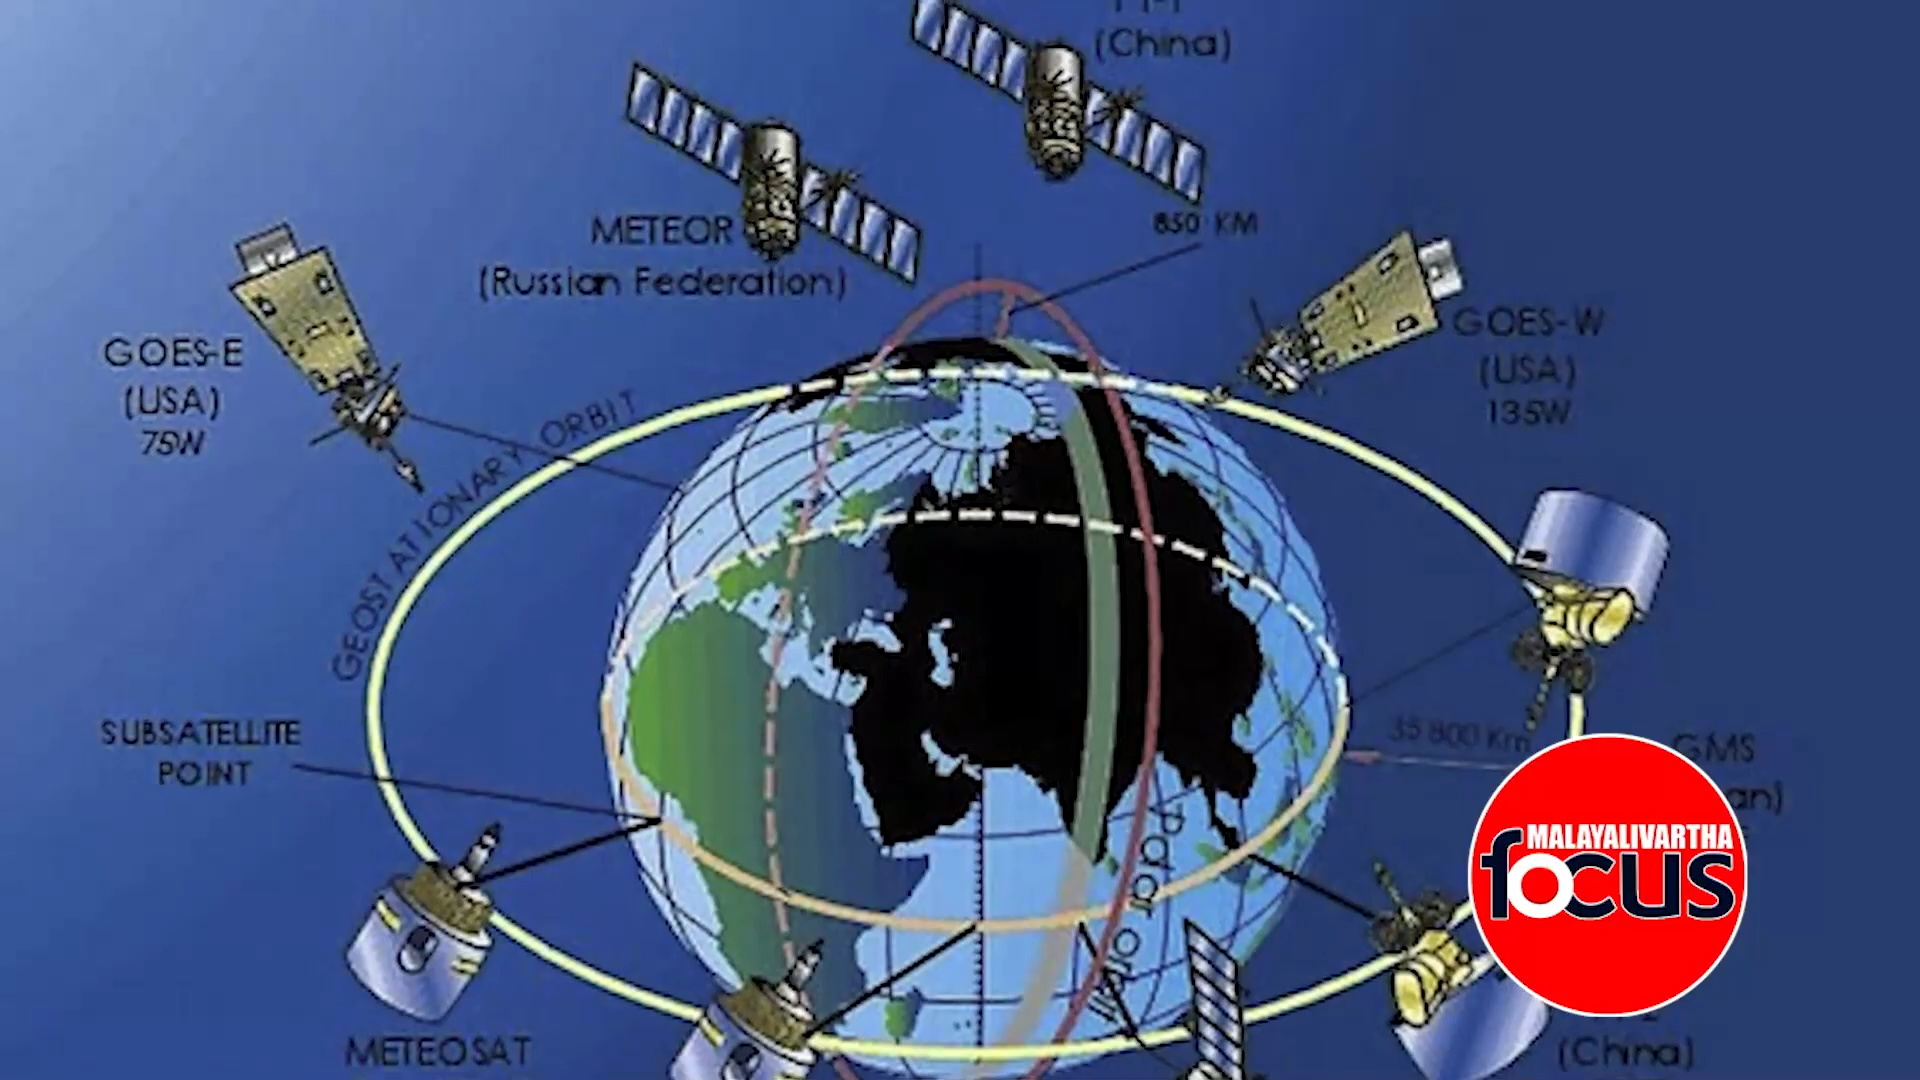 (China)
METEOR
(Russian Federation)
850 KM
GOES-E
(USA)
75W
GOES-W
(USA)
135W
GEOSTATIONARY ORBIT
SUBSATELLITE
POINT
35 800 Km
GMS
MALAYALIVARTHA
focus
Polar
METEOSAT
(China)